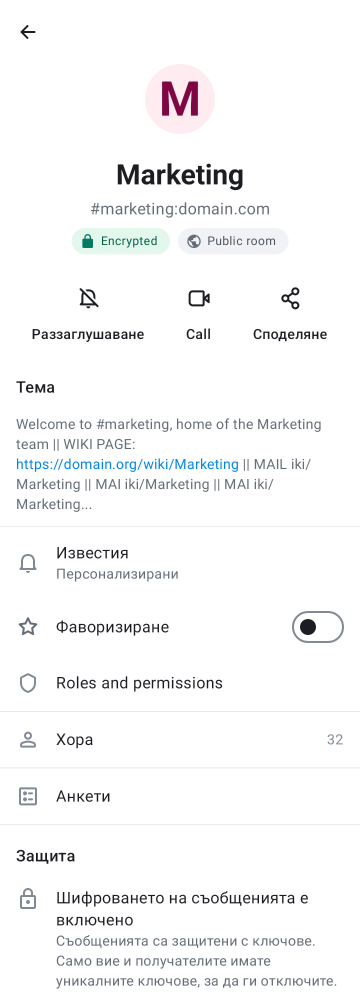 M
Marketing
#marketing:domain.com
Encrypted
Public room
Раззаглушаване
Call
Споделяне
Тема
Welcome to #marketing, home of the Marketing
team || WIKI PAGE:
https://domain.org/wiki/Marketing || MAIL iki/
Marketing || MAI iki/Marketing || MAI iki/
Marketing...
Известия
Персонализирани
Фаворизиране
Roles and permissions
Хора
32
Анкети
Защита
Шифроването на съобщенията е
включено
Съобщенията са защитени с ключове.
Само вие и получателите имате
уникалните ключове, за да ги отключите.